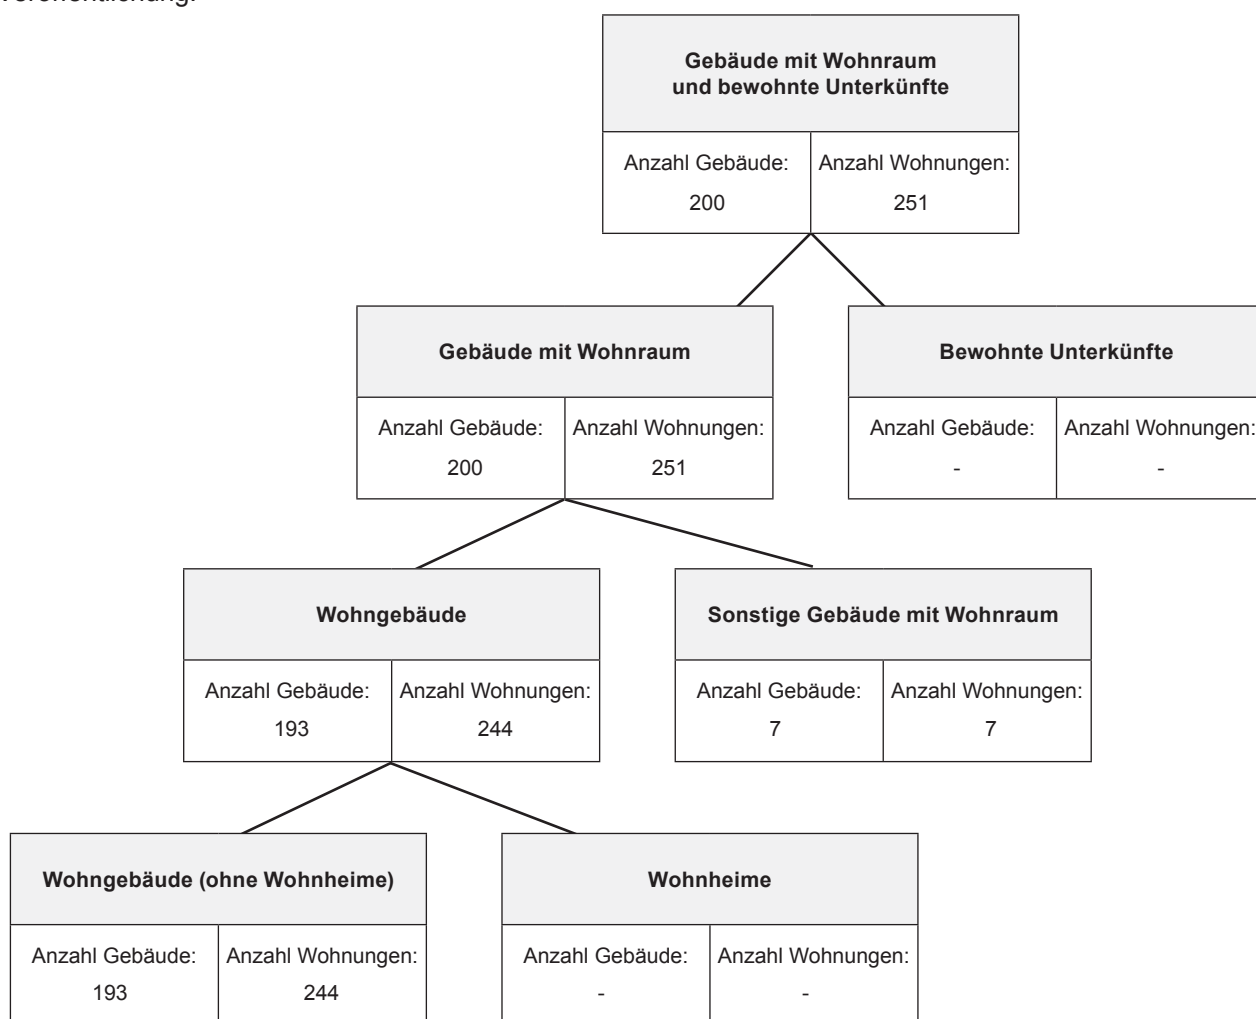 Veröffentlichung.
Gebäude mit Wohnraum
und bewohnte Unterkünfte
Anzahl Gebäude:
200
Anzahl Wohnungen:
251
Gebäude mit Wohnraum
Anzahl Gebäude:
200
Anzahl Wohnungen:
251
Bewohnte Unterkünfte
Anzahl Gebäude:
-
Anzahl Wohnungen:
-
Wohngebäude
Anzahl Gebäude:
193
Anzahl Wohnungen:
244
Sonstige Gebäude mit Wohnraum
Anzahl Gebäude:
7
Anzahl Wohnungen:
7
Wohngebäude (ohne Wohnheime)
Anzahl Gebäude:
193
Anzahl Wohnungen:
244
Wohnheime
Anzahl Gebäude:
-
Anzahl Wohnungen:
-